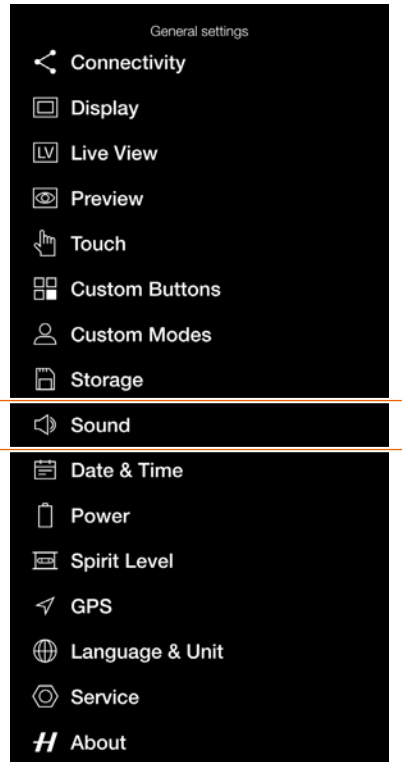 General settings
Connectivity
Display
LV Live View
Preview
Touch
Custom Buttons
Custom Modes
Storage
Sound
Date & Time
Power
Spirit Level
GPS
Language & Unit
Service
H About